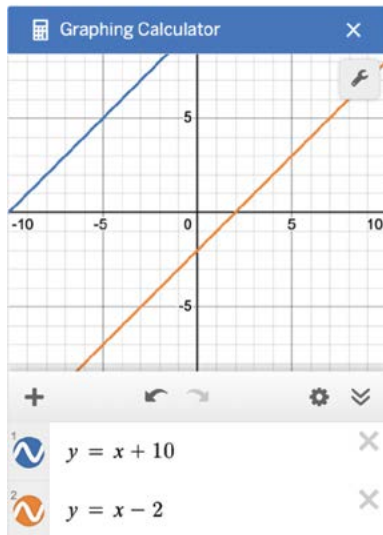 Graphing Calculator
5
-10 -5 0 5 10
-5
1
y = x + 10
2
y = x − 2